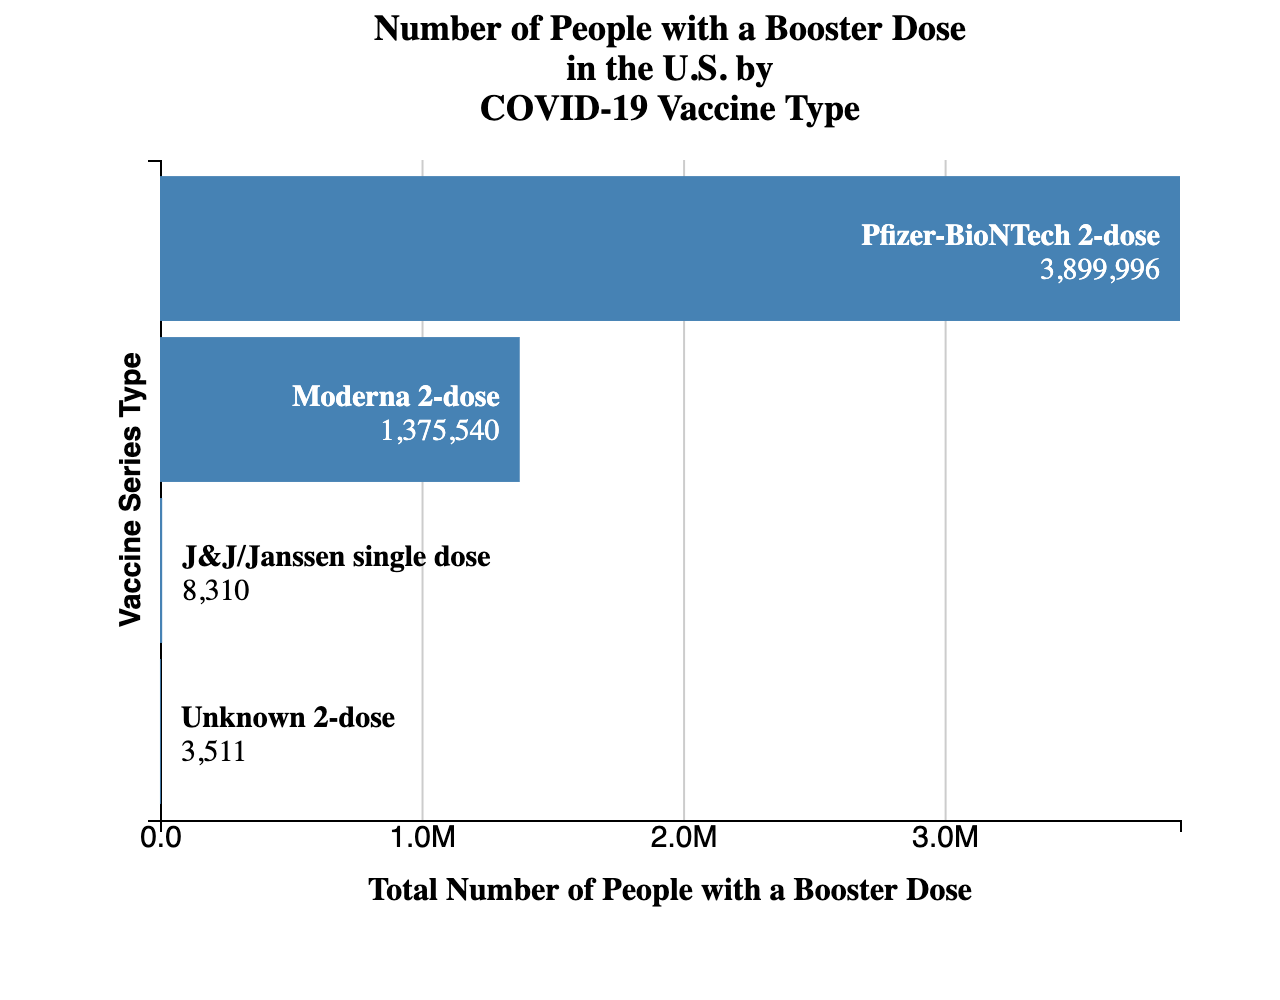 Number of People with a Booster Dose
in the U.S. by
COVID-19 Vaccine Type
Pfizer-BioNTech 2-dose
3,899,996
Moderna 2-dose
1,375,540
J&J/Janssen single dose
8,310
Unknown 2-dose
3,511
Vaccine Series Type
0.0 1.0M 2.0M 3.0M
Total Number of People with a Booster Dose